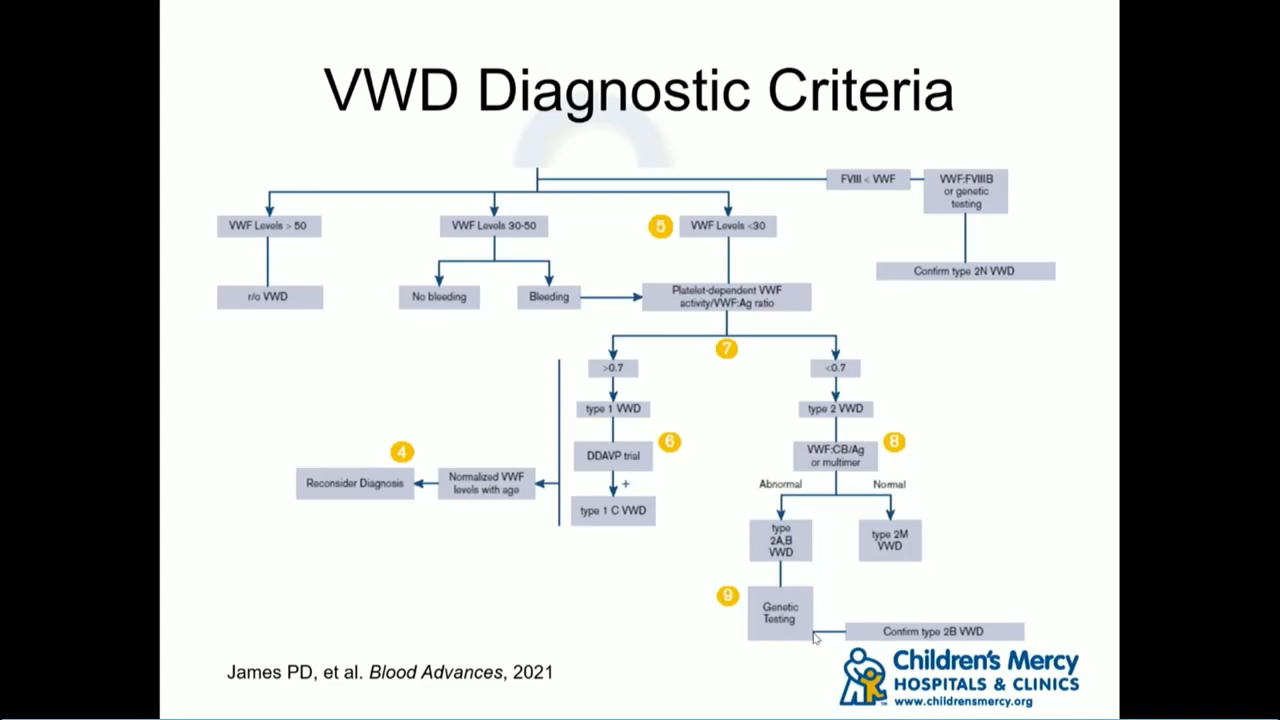 VWD Diagnostic Criteria
FVIII < VWF
VWF:FVIIIB
or genetic
testing
VWF Levels > 50
VWF Levels 30-50
5
VWF Levels <30
Confirm type 2N VWD
r/o VWD
No bleeding
Bleeding
Platelet-dependent VWF
activity/VWF:Ag ratio
7
>0.7
<0.7
type 1 VWD
type 2 VWD
4
6
8
DDAVP trial
VWF:CB/Ag
or multimer
Reconsider Diagnosis
Normalized VWF
levels with age
+
Abnormal
Normal
type 1 C VWD
type
2A,B
VWD
type 2M
VWD
9
Genetic
Testing
Confirm type 2B VWD
James PD, et al. Blood Advances, 2021
Children's Mercy
HOSPITALS & CLINICS
www.childrensmercy.org